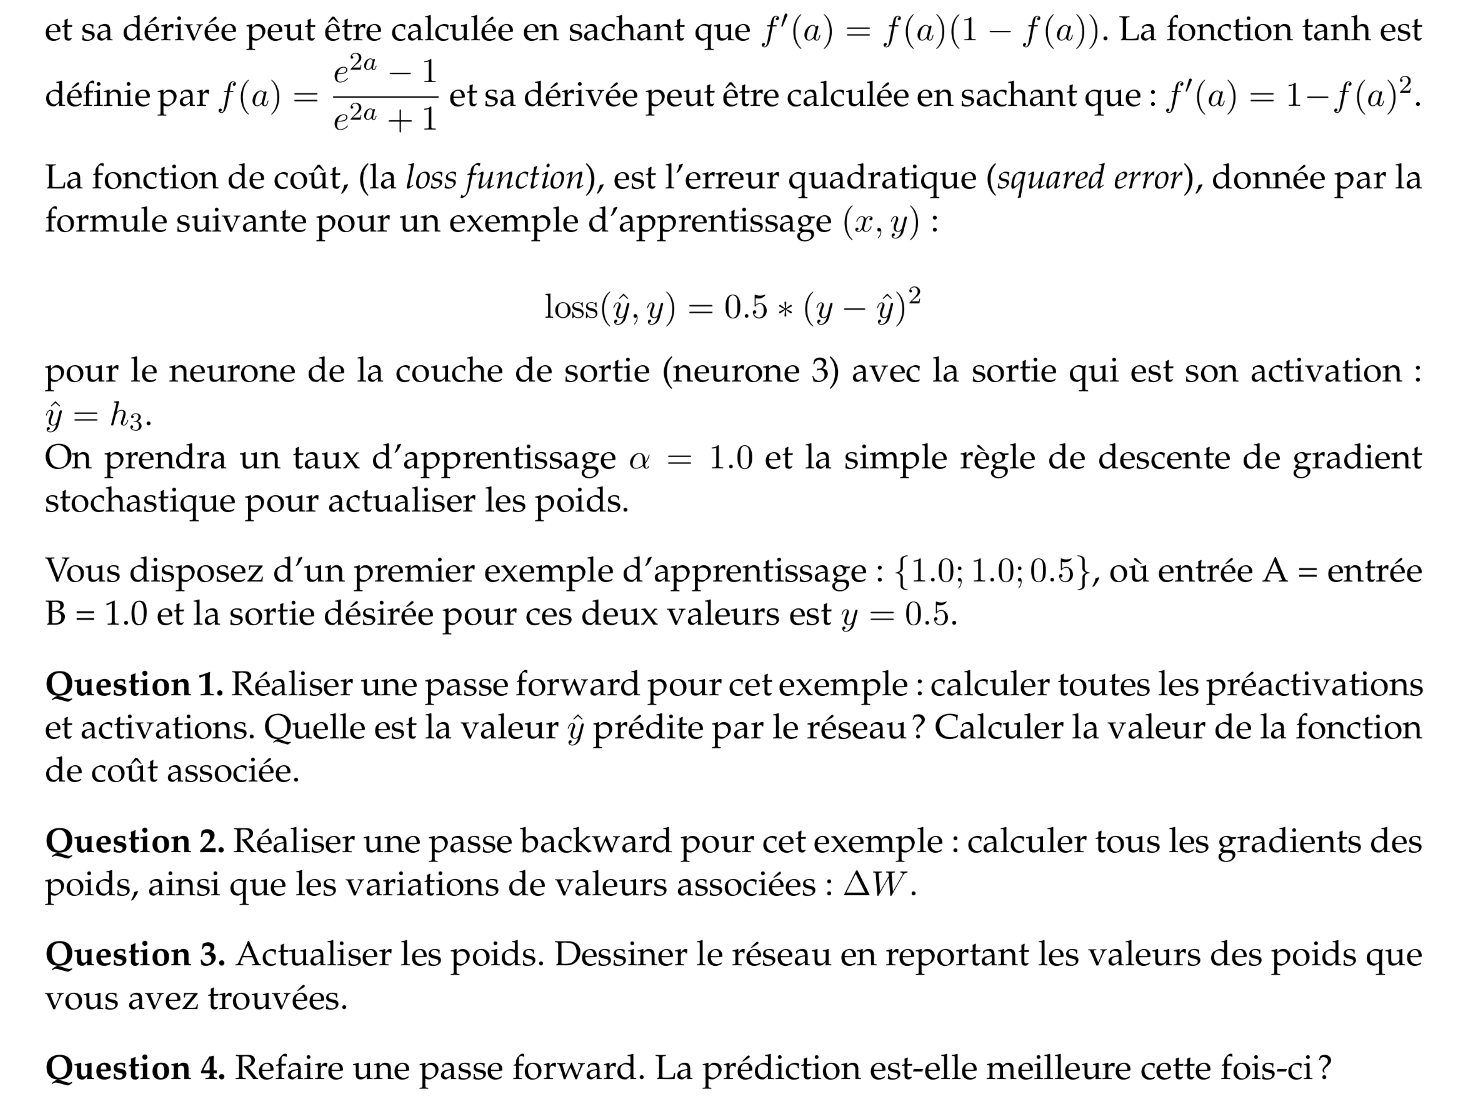 et sa dérivée peut être calculée en sachant que f′(a) = f(a)(1 − f(a)). La fonction tanh est
définie par f(a) = (e^{2a} − 1)/(e^{2a} + 1) et sa dérivée peut être calculée en sachant que : f′(a) = 1−f(a)².
La fonction de coût, (la loss function), est l'erreur quadratique (squared error), donnée par la
formule suivante pour un exemple d'apprentissage (x, y) :
loss(ŷ, y) = 0.5 ∗ (y − ŷ)²
pour le neurone de la couche de sortie (neurone 3) avec la sortie qui est son activation :
ŷ = h₃.
On prendra un taux d'apprentissage α = 1.0 et la simple règle de descente de gradient
stochastique pour actualiser les poids.
Vous disposez d'un premier exemple d'apprentissage : {1.0; 1.0; 0.5}, où entrée A = entrée
B = 1.0 et la sortie désirée pour ces deux valeurs est y = 0.5.
Question 1. Réaliser une passe forward pour cet exemple : calculer toutes les préactivations
et activations. Quelle est la valeur ŷ prédite par le réseau ? Calculer la valeur de la fonction
de coût associée.
Question 2. Réaliser une passe backward pour cet exemple : calculer tous les gradients des
poids, ainsi que les variations de valeurs associées : ΔW.
Question 3. Actualiser les poids. Dessiner le réseau en reportant les valeurs des poids que
vous avez trouvées.
Question 4. Refaire une passe forward. La prédiction est-elle meilleure cette fois-ci ?